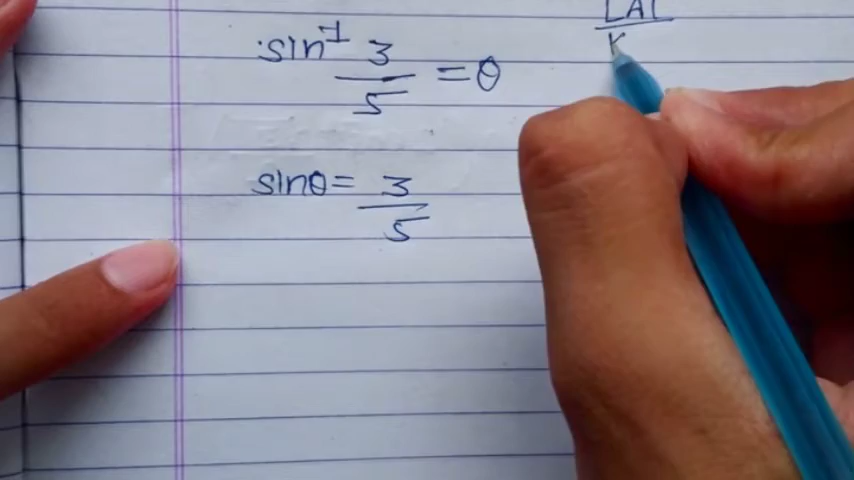 sin⁻¹ 3/5 = θ
sinθ = 3/5